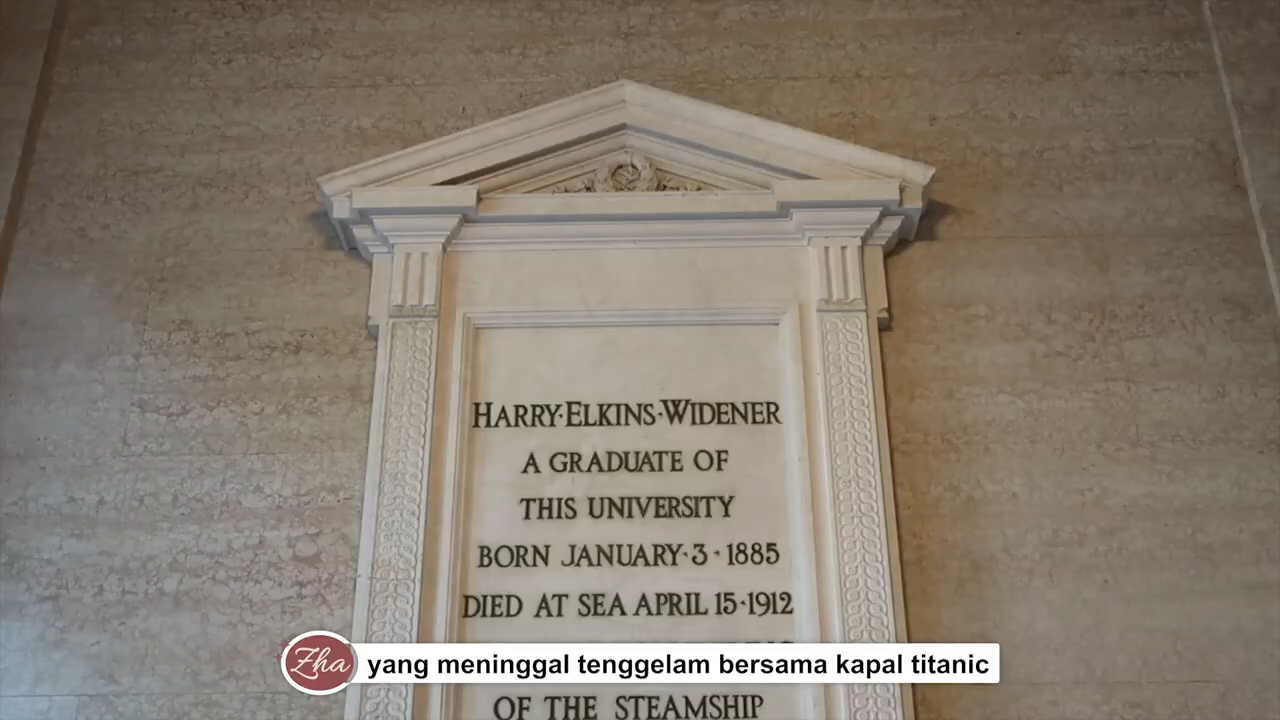 HARRY·ELKINS·WIDENER
A GRADUATE OF
THIS UNIVERSITY
BORN JANUARY·3·1885
DIED AT SEA APRIL 15·1912
Zha
yang meninggal tenggelam bersama kapal titanic
OF THE STEAMSHIP